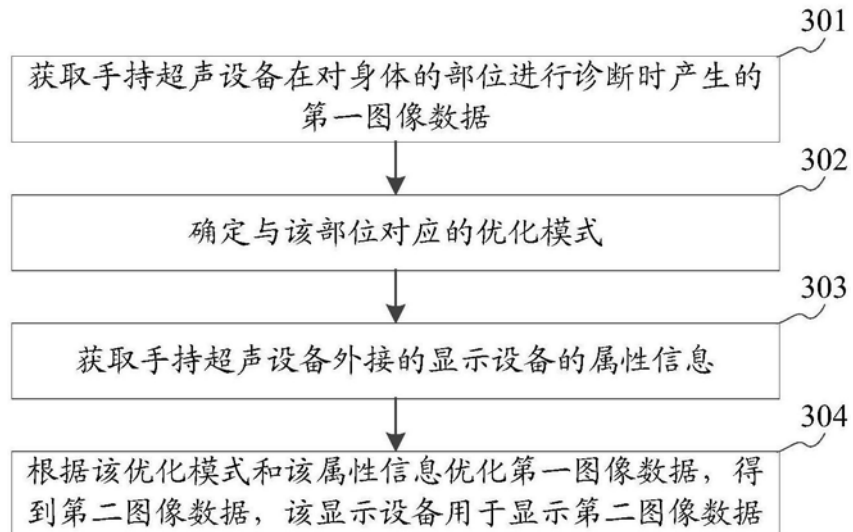 301
获取手持超声设备在对身体的部位进行诊断时产生的
第一图像数据
302
确定与该部位对应的优化模式
303
获取手持超声设备外接的显示设备的属性信息
304
根据该优化模式和该属性信息优化第一图像数据，得
到第二图像数据，该显示设备用于显示第二图像数据